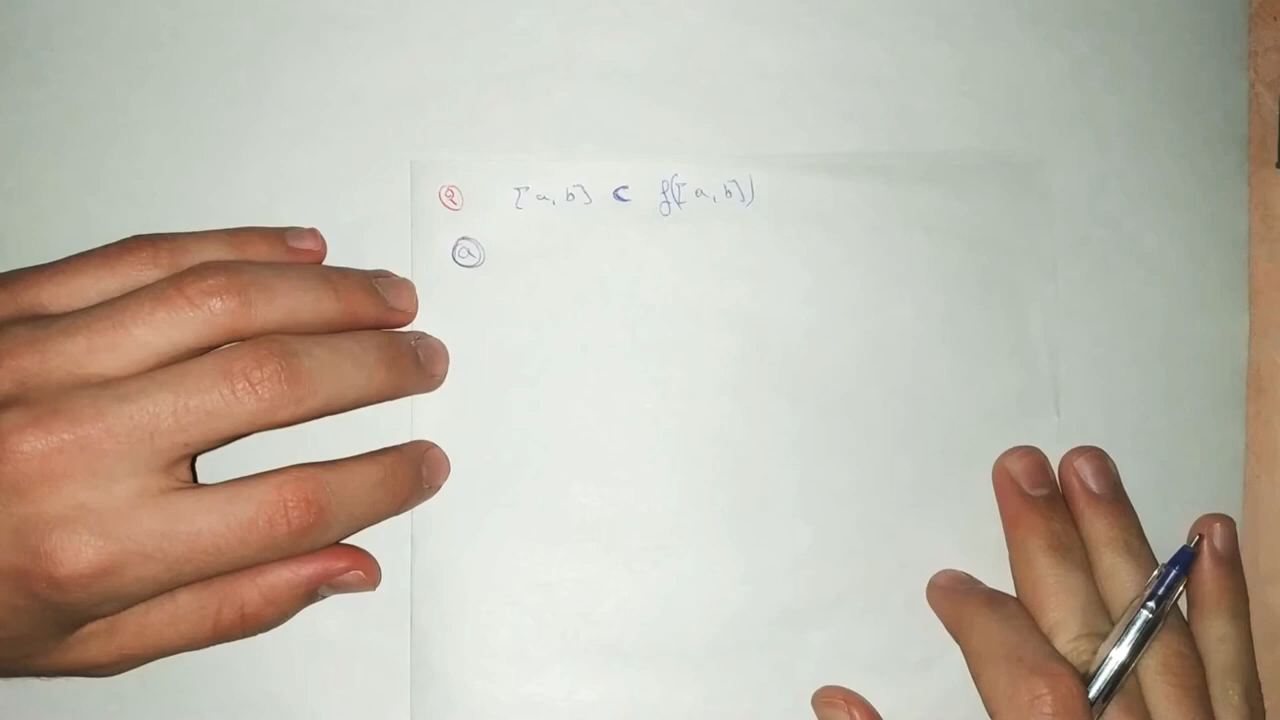 ② [a, b] ⊂ f([a, b])
ⓐ